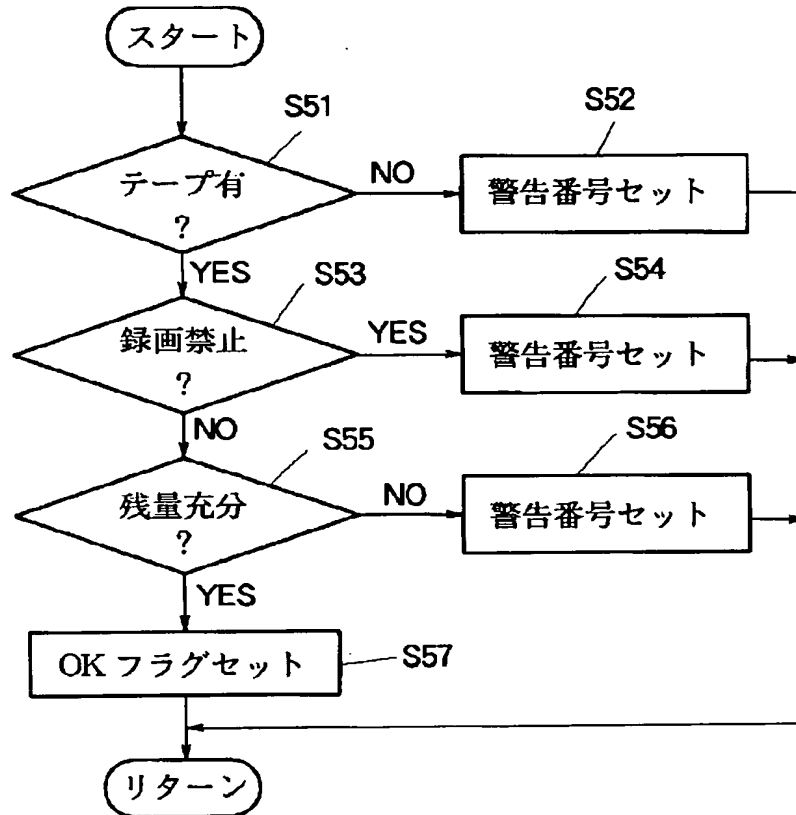 スタート
S51
S52
テープ有
?
NO
警告番号セット
YES
S53
S54
録画禁止
?
YES
警告番号セット
NO
S55
S56
残量充分
?
NO
警告番号セット
YES
OK フラグセット
S57
リターン